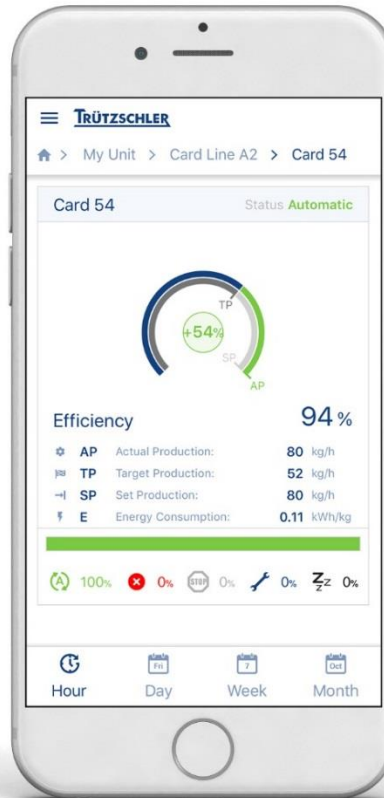 TRÜTZSCHLER
> My Unit > Card Line A2 > Card 54
Card 54 Status Automatic
TP
+54%
SP
AP
Efficiency 94 %
AP Actual Production: 80 kg/h
TP Target Production: 52 kg/h
SP Set Production: 80 kg/h
E Energy Consumption: 0.11 kWh/kg
A 100% 0% STOP 0% 0% Zzz 0%
Fri 7 Oct
Hour Day Week Month